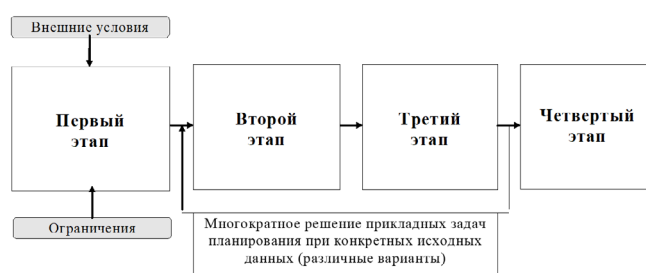 Внешние условия
Первый
этап
Второй
этап
Третий
этап
Четвертый
этап
Ограничения
Многократное решение прикладных задач
планирования при конкретных исходных
данных (различные варианты)